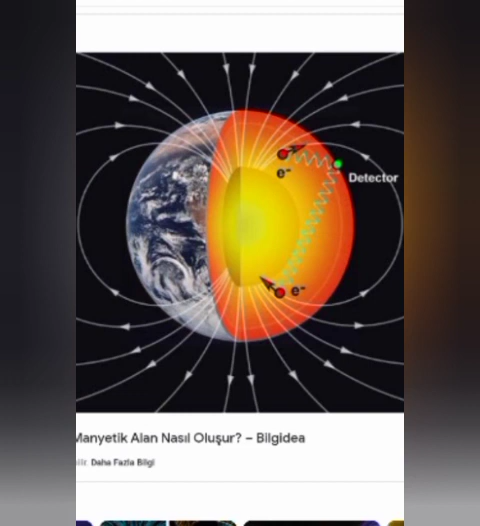 e-
Detector
e-
Manyetik Alan Nasıl Oluşur? – Bilgidea
Daha Fazla Bilgi